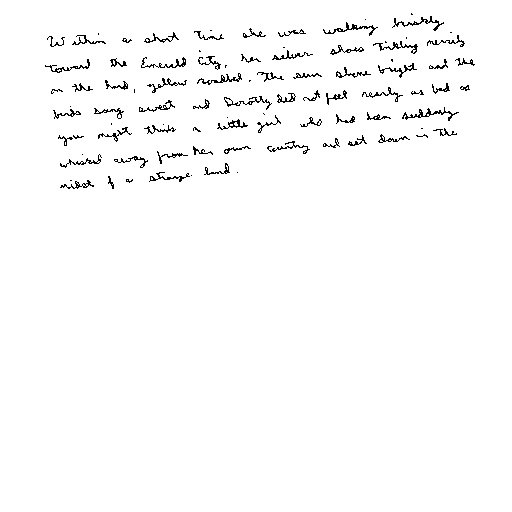 Within a short time she was walking briskly
toward the Emerald City, her silver shoes tinkling merrily
on the hard, yellow roadbed. The sun shone bright and the
birds sang sweet and Dorothy did not feel nearly as bad as
you might think a little girl who had been suddenly
whisked away from her own country and set down in the
midst of a strange land.